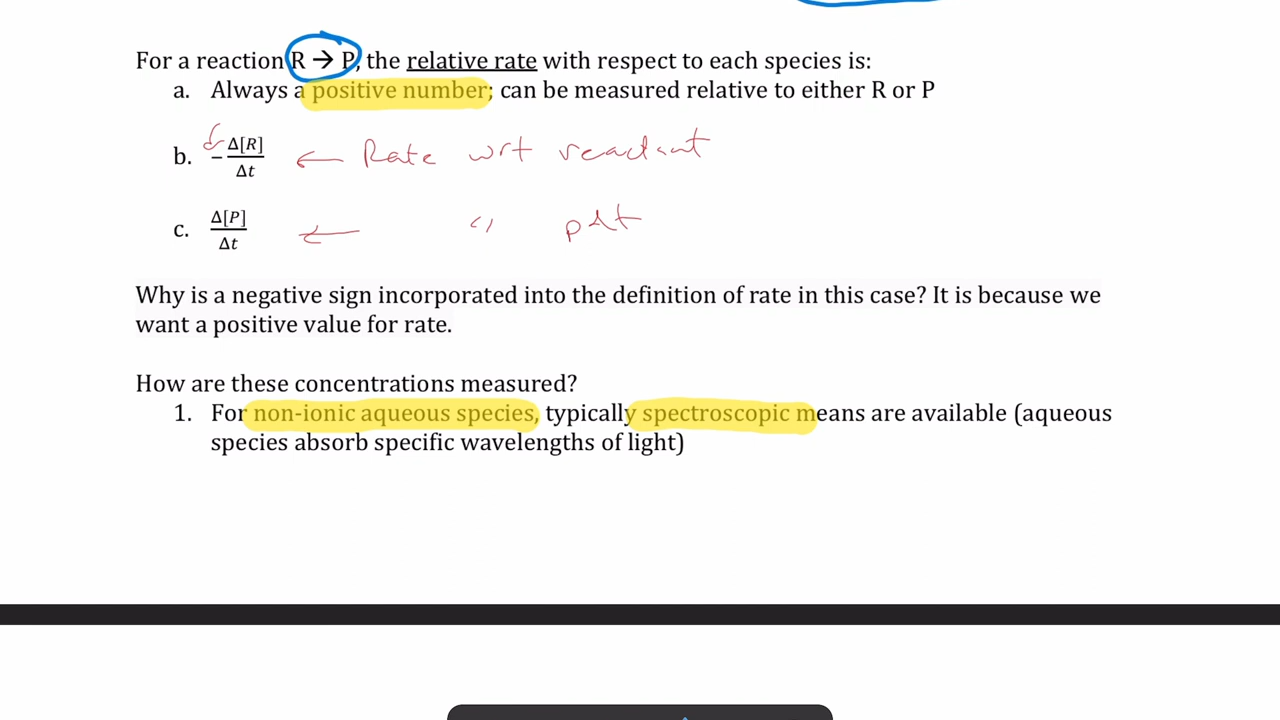 For a reaction R → P, the relative rate with respect to each species is:
a. Always a positive number; can be measured relative to either R or P
b. −Δ[R]/Δt ← Rate wrt reactant
c. Δ[P]/Δt ← " pdt
Why is a negative sign incorporated into the definition of rate in this case? It is because we
want a positive value for rate.
How are these concentrations measured?
1. For non-ionic aqueous species, typically spectroscopic means are available (aqueous
species absorb specific wavelengths of light)